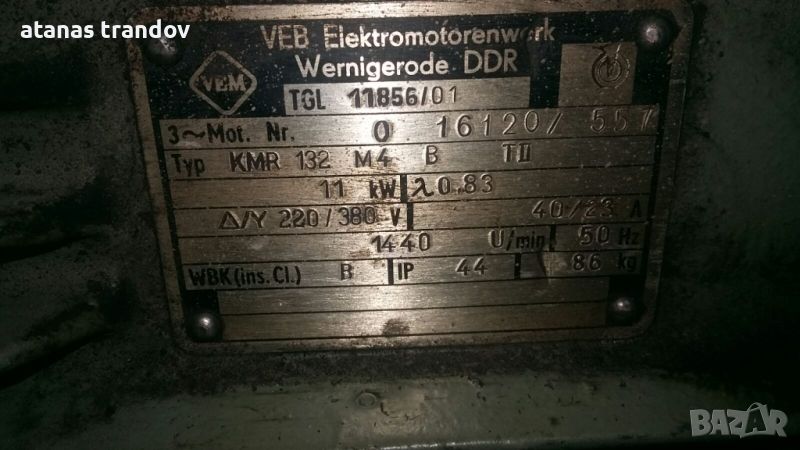 atanas trandov
VEB Elektromotorenwerk
Wernigerode DDR
VEM
TGL 11856/01
3~Mot. Nr. 0 16120/ 557
Typ KMR 132 M4 B TII
11 kW λ 0.83
Δ/Y 220/380 V 40/23 A
1440 U/min 50 Hz
WBK (ins. Cl.) B IP 44 86 kg
BAZAR
bg